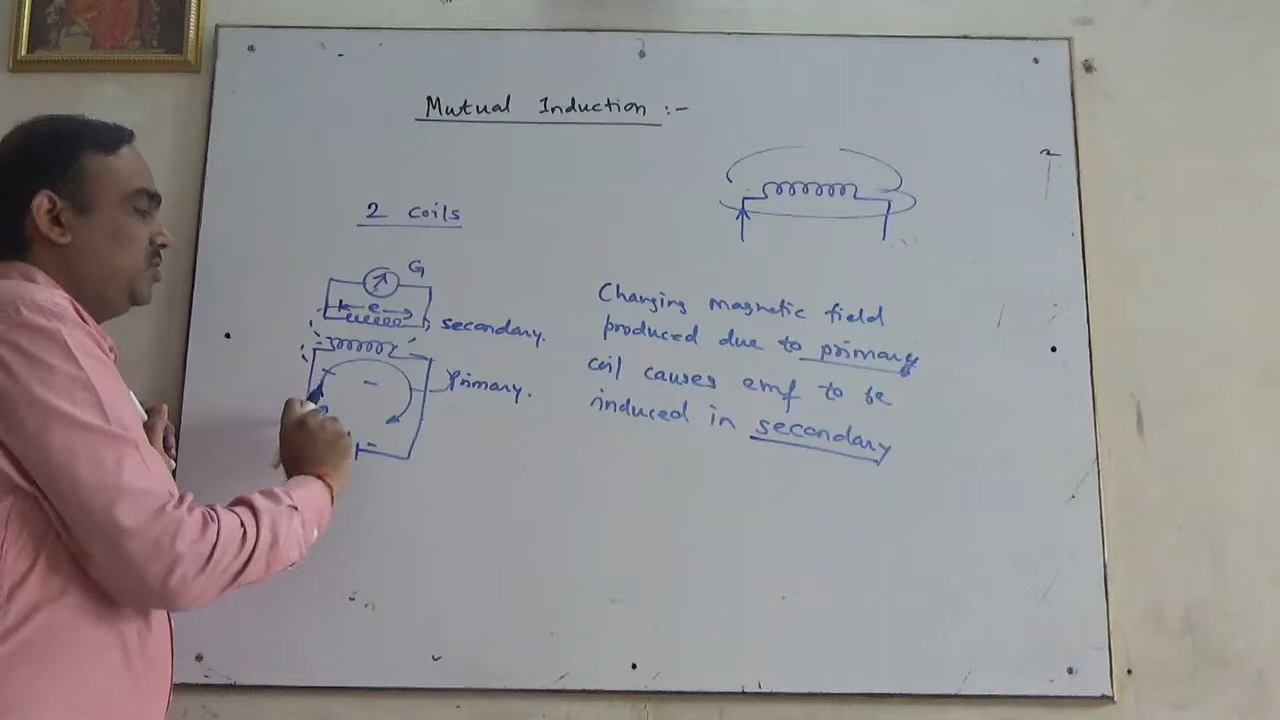 Mutual Induction :-
2 coils
G
e
secondary.
Primary.
Changing magnetic field
produced due to primary
coil causes emf to be
induced in secondary